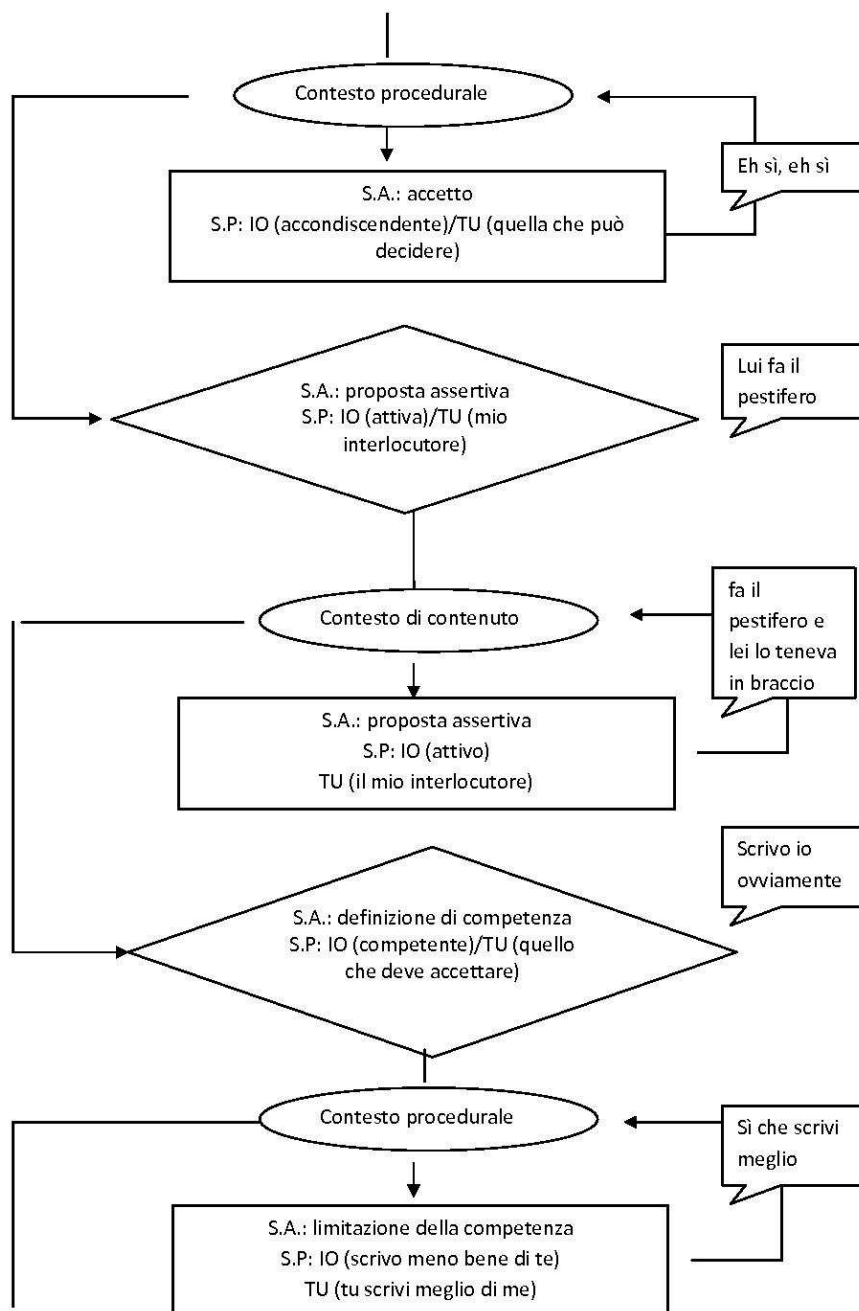 Contesto procedurale
Eh sì, eh sì
S.A.: accetto
S.P: IO (accondiscendente)/TU (quella che può
decidere)
Lui fa il
pestifero
S.A.: proposta assertiva
S.P: IO (attiva)/TU (mio
interlocutore)
fa il
pestifero e
lei lo teneva
in braccio
Contesto di contenuto
S.A.: proposta assertiva
S.P: IO (attivo)
TU (il mio interlocutore)
Scrivo io
ovviamente
S.A.: definizione di competenza
S.P: IO (competente)/TU (quello
che deve accettare)
Contesto procedurale
Sì che scrivi
meglio
S.A.: limitazione della competenza
S.P: IO (scrivo meno bene di te)
TU (tu scrivi meglio di me)